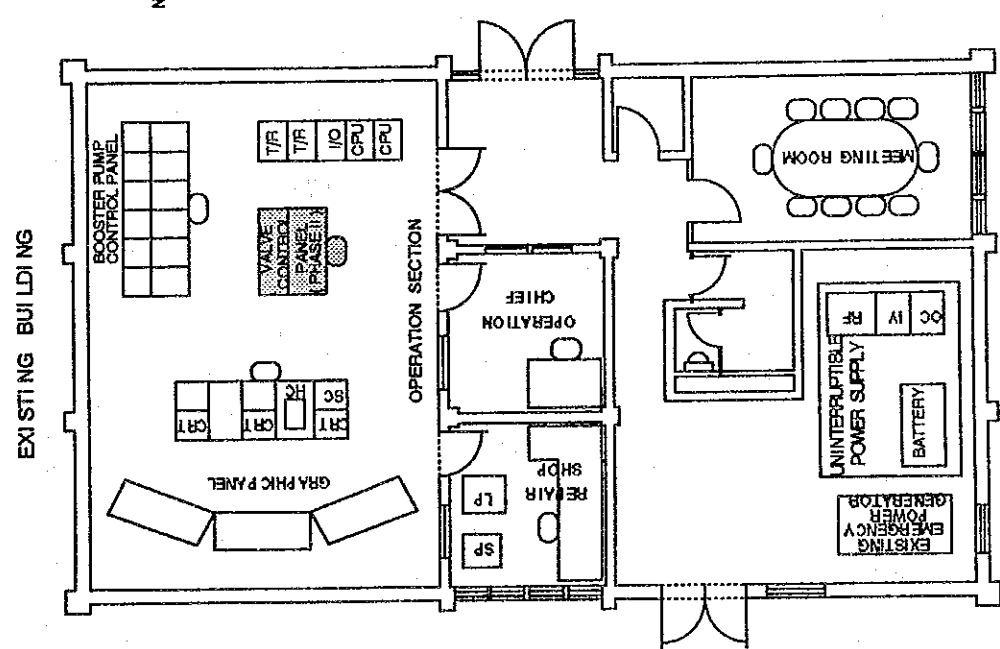 N
EXISTING BUILDING
BOOSTER PUMP
CONTROL PANEL
T/R
T/R
I/O
CPU
CPU
VALVE
CONTROL
PANEL
(PHASE II)
OPERATION SECTION
CRT
CRT
HC
SC
CRT
GRAPHIC PANEL
OPERATION
CHIEF
REPAIR
SHOP
LP
SP
MEETING ROOM
RF
IV
OC
UNINTERRUPTIBLE
POWER SUPPLY
BATTERY
EXISTING
EMERGENCY
POWER
GENERATOR